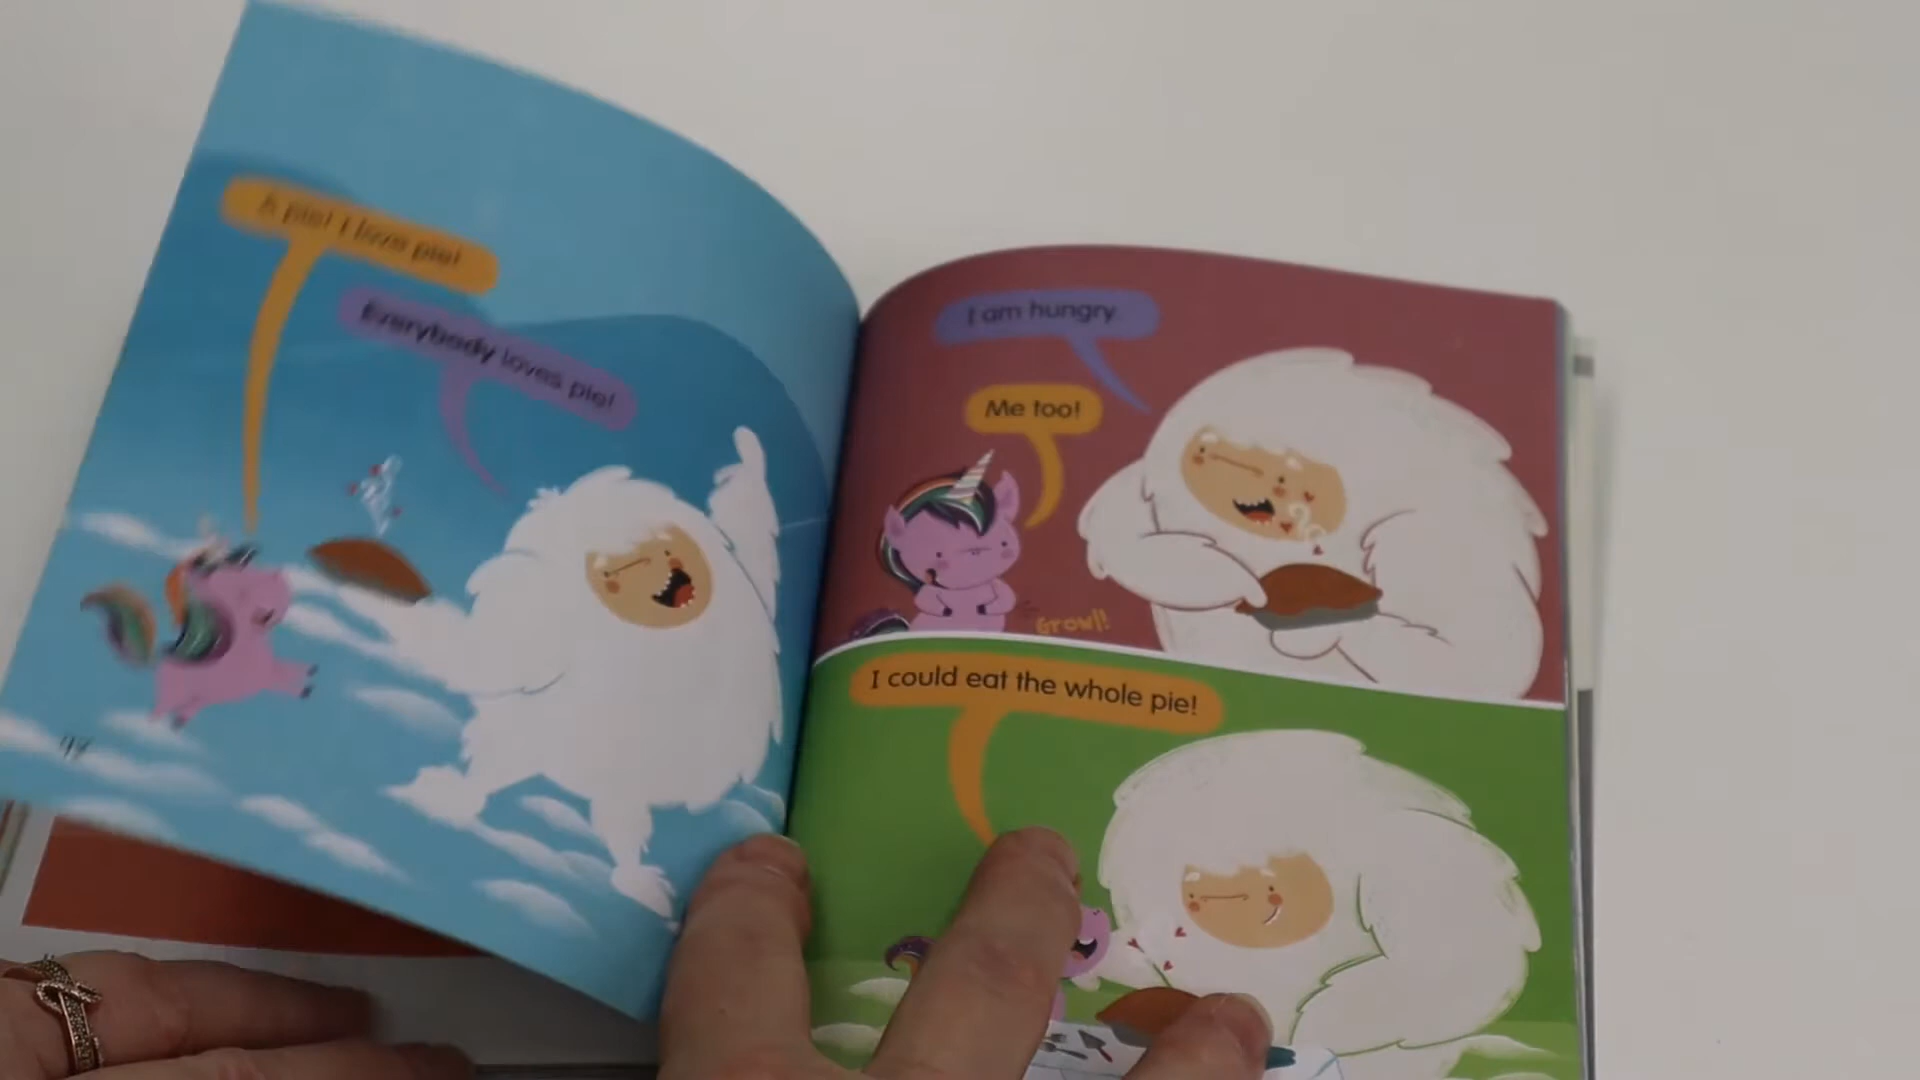 A pie! I love pie!
Everybody loves pie!
I am hungry.
Me too!
Growl!
I could eat the whole pie!